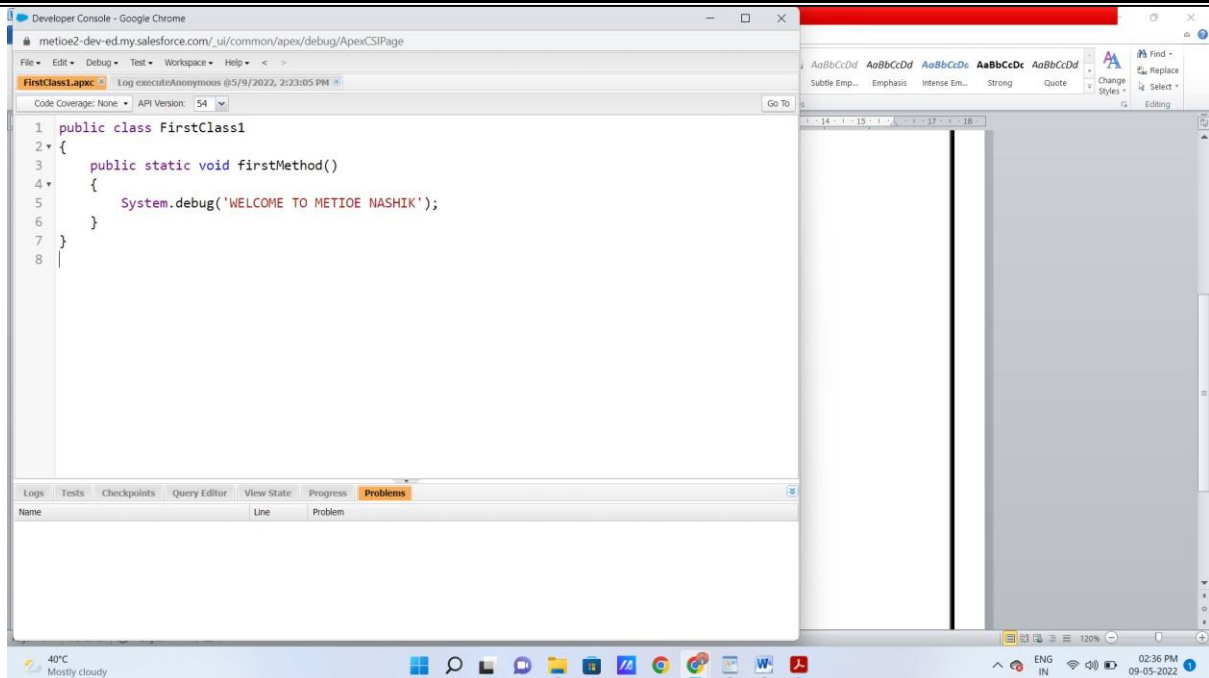 Developer Console - Google Chrome
metioe2-dev-ed.my.salesforce.com/_ui/common/apex/debug/ApexCSIPage
File Edit Debug Test Workspace Help < >
FirstClass1.apxc Log executeAnonymous @5/9/2022, 2:23:05 PM
Code Coverage: None API Version: 54 Go To
1 public class FirstClass1
2 {
3 public static void firstMethod()
4 {
5 System.debug('WELCOME TO METIOE NASHIK');
6 }
7 }
8
Logs Tests Checkpoints Query Editor View State Progress Problems
Name Line Problem
AaBbCcDd AaBbCcDd AaBbCcDc AaBbCcDc AaBbCcDd
Subtle Emp... Emphasis Intense Em... Strong Quote
Change Styles
Find
Replace
Select
Editing
14 15 17 18
120%
40°C
Mostly cloudy
ENG
IN
02:36 PM
09-05-2022
1